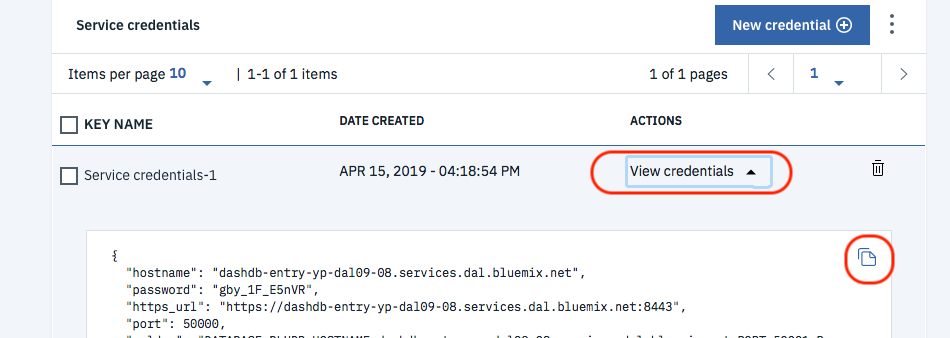 Service credentials
New credential
Items per page 10 | 1-1 of 1 items 1 of 1 pages 1
KEY NAME DATE CREATED ACTIONS
Service credentials-1 APR 15, 2019 - 04:18:54 PM View credentials
{
"hostname": "dashdb-entry-yp-dal09-08.services.dal.bluemix.net",
"password": "gby_1F_E5nVR",
"https_url": "https://dashdb-entry-yp-dal09-08.services.dal.bluemix.net:8443",
"port": 50000,